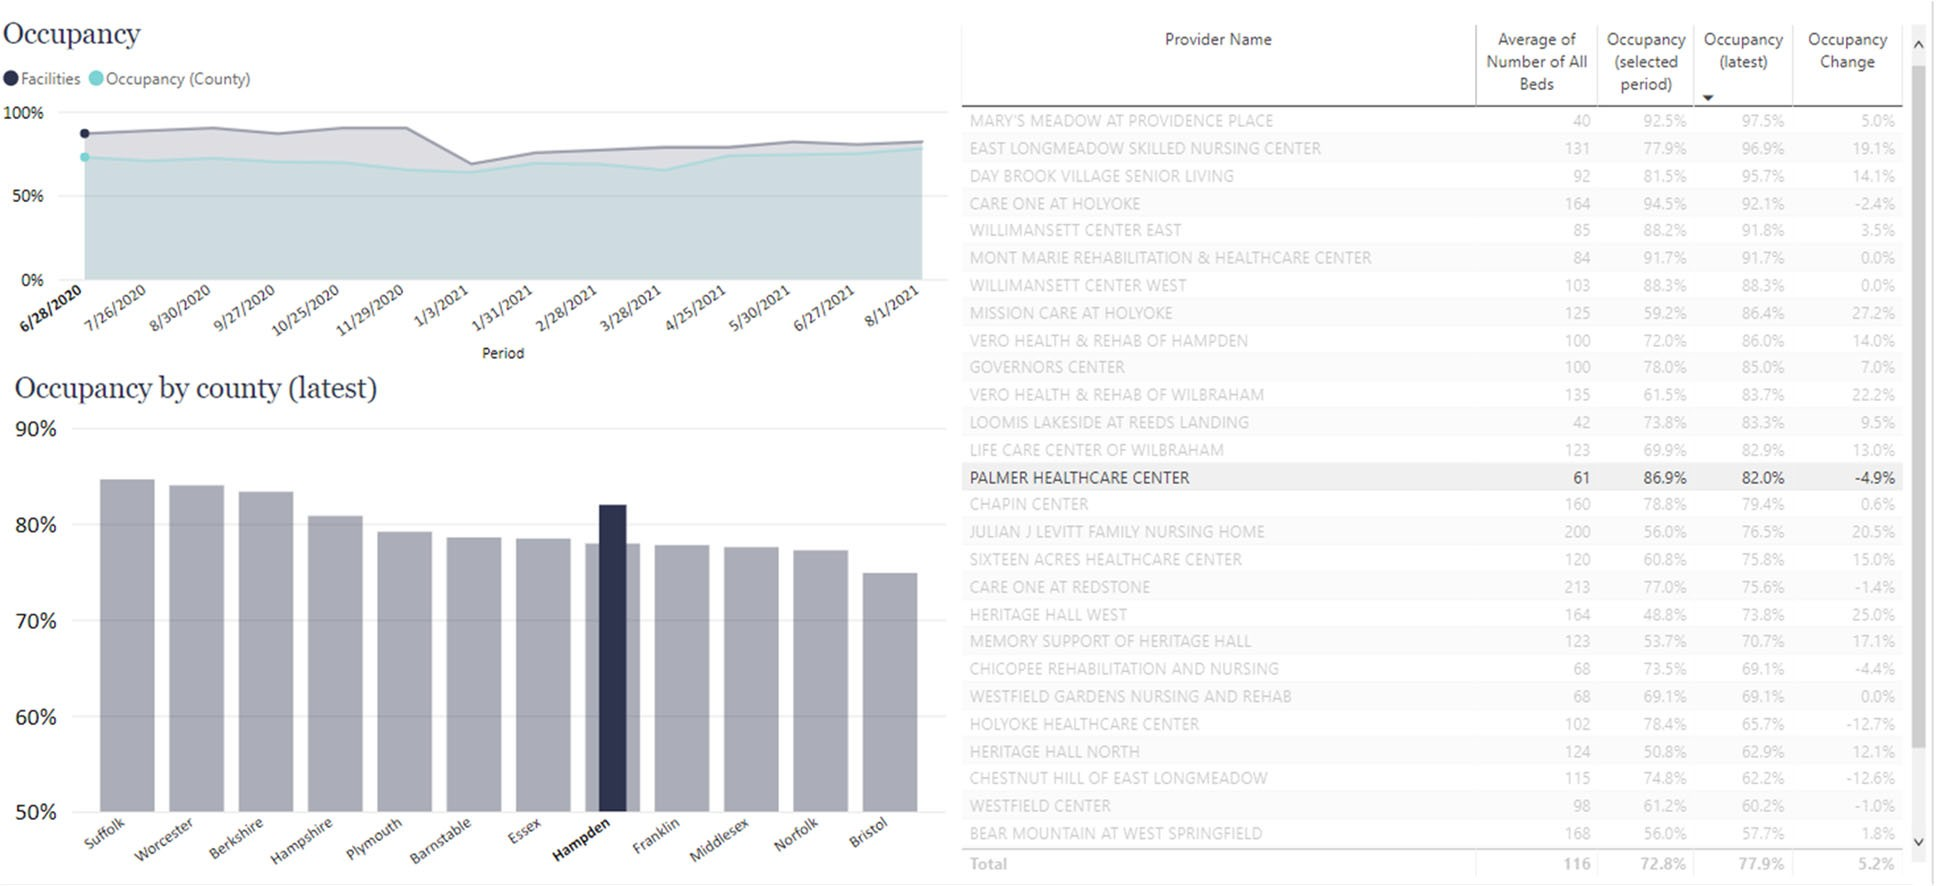 Occupancy
Facilities Occupancy (County)
100%
50%
0%
6/28/2020 7/26/2020 8/30/2020 9/27/2020 10/25/2020 11/29/2020 1/3/2021 1/31/2021 2/28/2021 3/28/2021 4/25/2021 5/30/2021 6/27/2021 8/1/2021
Period
Occupancy by county (latest)
90%
80%
70%
60%
50%
Suffolk Worcester Berkshire Hampshire Plymouth Barnstable Essex Hampden Franklin Middlesex Norfolk Bristol
Provider Name Average of Number of All Beds Occupancy (selected period) Occupancy (latest) Occupancy Change
MARY'S MEADOW AT PROVIDENCE PLACE 40 92.5% 97.5% 5.0%
EAST LONGMEADOW SKILLED NURSING CENTER 131 77.9% 96.9% 19.1%
DAY BROOK VILLAGE SENIOR LIVING 92 81.5% 95.7% 14.1%
CARE ONE AT HOLYOKE 164 94.5% 92.1% -2.4%
WILLIMANSETT CENTER EAST 85 88.2% 91.8% 3.5%
MONT MARIE REHABILITATION & HEALTHCARE CENTER 84 91.7% 91.7% 0.0%
WILLIMANSETT CENTER WEST 103 88.3% 88.3% 0.0%
MISSION CARE AT HOLYOKE 125 59.2% 86.4% 27.2%
VERO HEALTH & REHAB OF HAMPDEN 100 72.0% 86.0% 14.0%
GOVERNORS CENTER 100 78.0% 85.0% 7.0%
VERO HEALTH & REHAB OF WILBRAHAM 135 61.5% 83.7% 22.2%
LOOMIS LAKESIDE AT REEDS LANDING 42 73.8% 83.3% 9.5%
LIFE CARE CENTER OF WILBRAHAM 123 69.9% 82.9% 13.0%
PALMER HEALTHCARE CENTER 61 86.9% 82.0% -4.9%
CHAPIN CENTER 160 78.8% 79.4% 0.6%
JULIAN J LEVITT FAMILY NURSING HOME 200 56.0% 76.5% 20.5%
SIXTEEN ACRES HEALTHCARE CENTER 120 60.8% 75.8% 15.0%
CARE ONE AT REDSTONE 213 77.0% 75.6% -1.4%
HERITAGE HALL WEST 164 48.8% 73.8% 25.0%
MEMORY SUPPORT OF HERITAGE HALL 123 53.7% 70.7% 17.1%
CHICOPEE REHABILITATION AND NURSING 68 73.5% 69.1% -4.4%
WESTFIELD GARDENS NURSING AND REHAB 68 69.1% 69.1% 0.0%
HOLYOKE HEALTHCARE CENTER 102 78.4% 65.7% -12.7%
HERITAGE HALL NORTH 124 50.8% 62.9% 12.1%
CHESTNUT HILL OF EAST LONGMEADOW 115 74.8% 62.2% -12.6%
WESTFIELD CENTER 98 61.2% 60.2% -1.0%
BEAR MOUNTAIN AT WEST SPRINGFIELD 168 56.0% 57.7% 1.8%
Total 116 72.8% 77.9% 5.2%